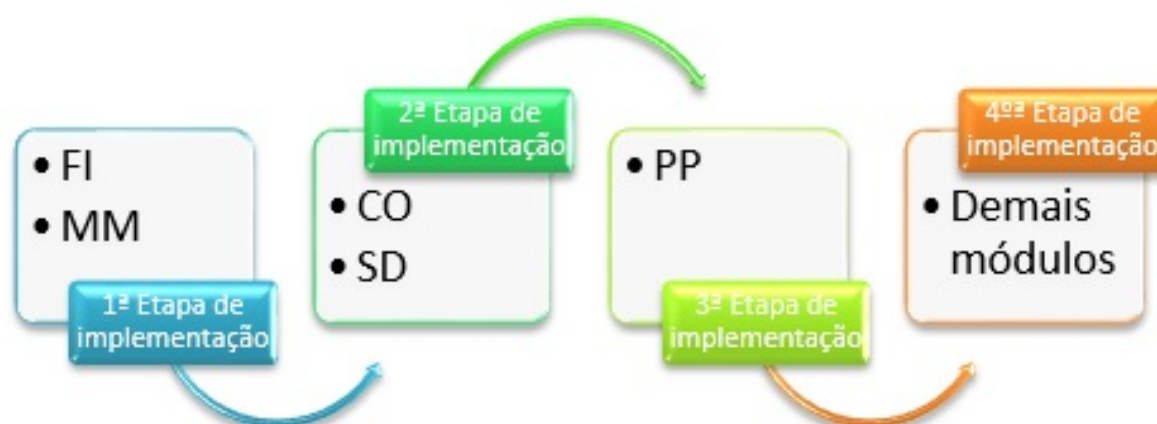 • FI
• MM
1ª Etapa de
implementação
2ª Etapa de
implementação
• CO
• SD
• PP
3ª Etapa de
implementação
4ºª Etapa de
implementação
• Demais
módulos